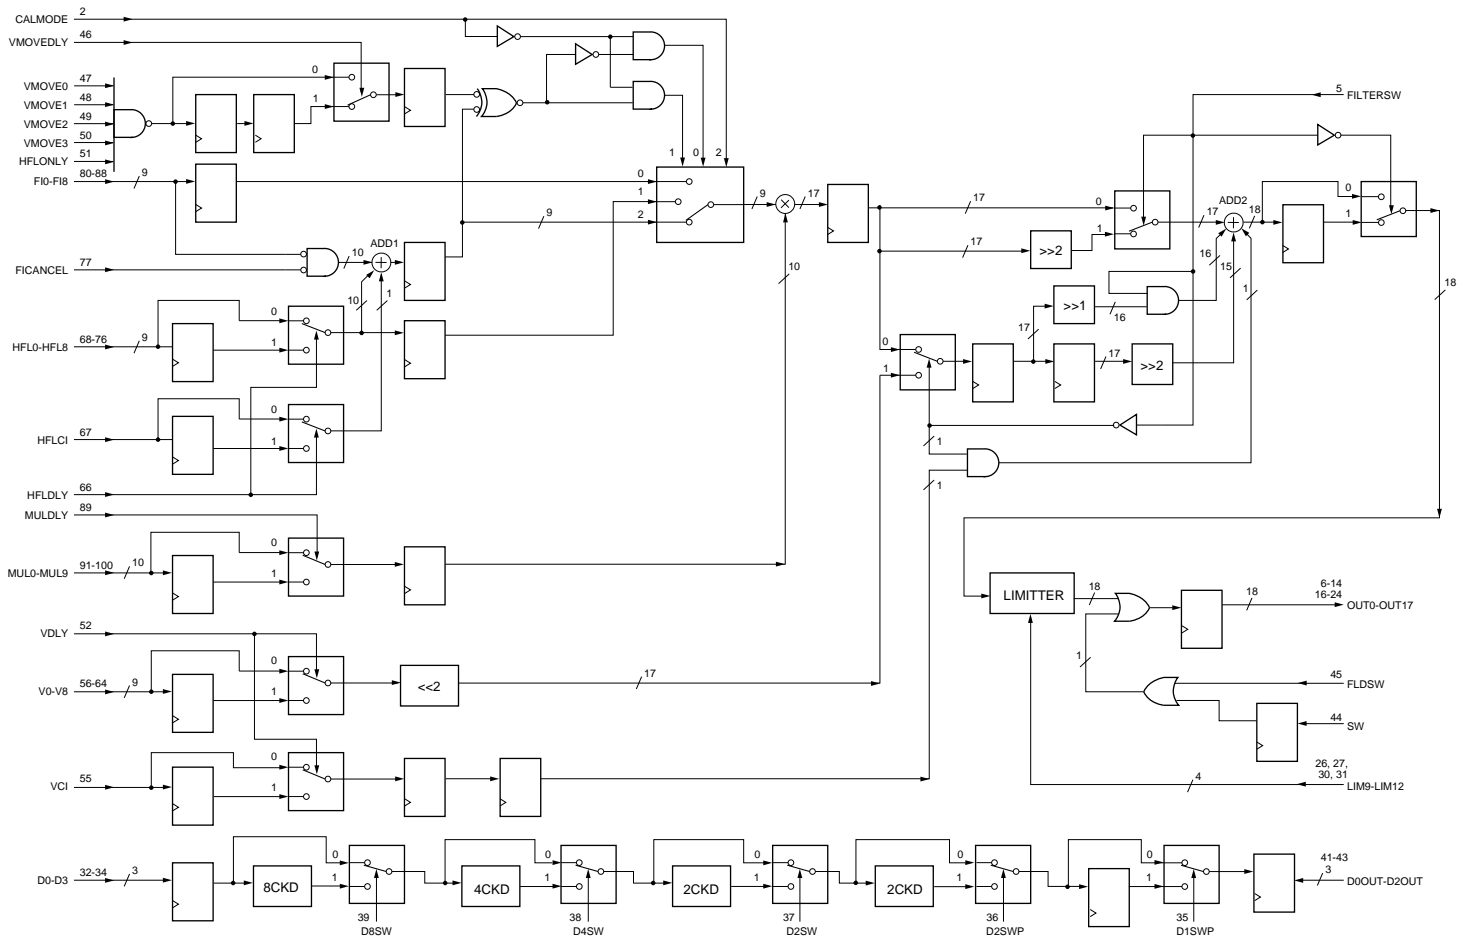 CALMODE 2
VMOVEDLY 46
VMOVE0 47
VMOVE1 48
VMOVE2 49
VMOVE3 50
HFLONLY 51
FI0-FI8 80-88 9
0
1
1 0 2
0
1
2
9
17
9
FICANCEL 77
10
ADD1
10
1
HFL0-HFL8 68-76 9
0
1
HFLCI 67
0
1
HFLDLY 66
MULDLY 89
MUL0-MUL9 91-100 10
0
1
10
VDLY 52
V0-V8 56-64 9
0
1
<<2
17
VCI 55
0
1
5 FILTERSW
17
0
1
17
>>2
ADD2
17
18
0
1
16
15
1
18
>>1
16
17
0
1
17
>>2
1
1
LIMITTER
18
18
6-14
16-24
OUT0-OUT17
1
45
FLDSW
44
SW
26, 27,
30, 31
4
LIM9-LIM12
D0-D3 32-34 3
8CKD
0
1
39
D8SW
4CKD
0
1
38
D4SW
2CKD
0
1
37
D2SW
2CKD
0
1
36
D2SWP
0
1
35
D1SWP
41-43
3
D0OUT-D2OUT